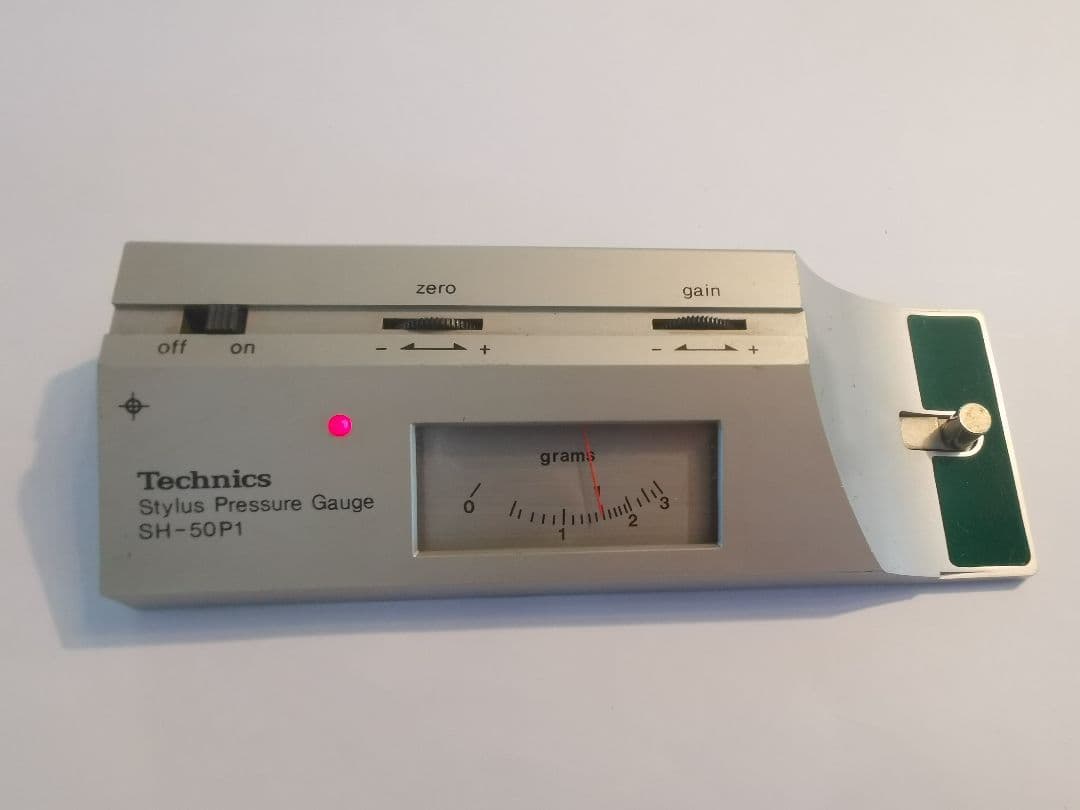 zero
gain
off on
- +
- +
Technics
Stylus Pressure Gauge
SH-50P1
grams
0 1 2 3